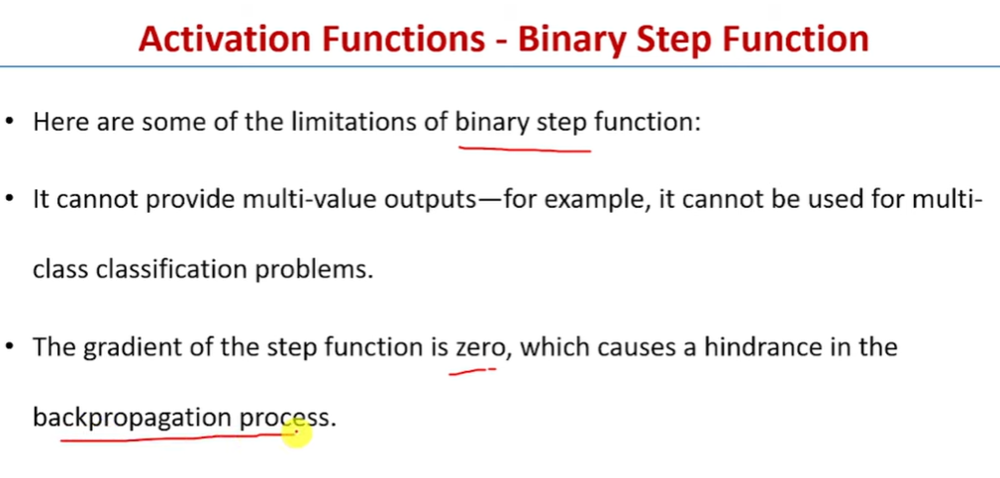 Activation Functions - Binary Step Function
• Here are some of the limitations of binary step function:
• It cannot provide multi-value outputs—for example, it cannot be used for multi-
class classification problems.
• The gradient of the step function is zero, which causes a hindrance in the
backpropagation process.